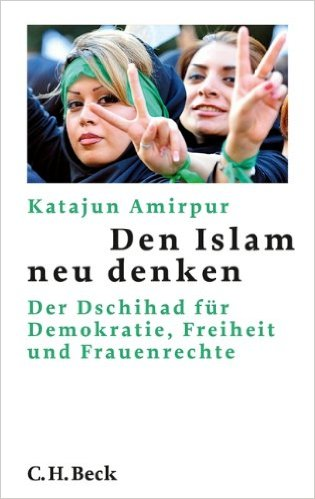 Katajun Amirpur
Den Islam
neu denken
Der Dschihad für
Demokratie, Freiheit
und Frauenrechte
C.H.Beck